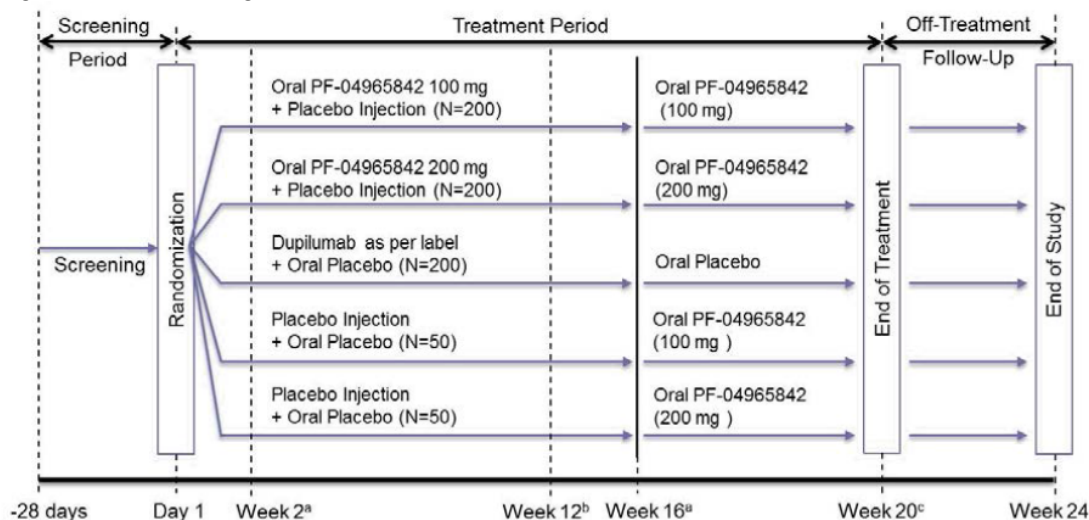 Screening
Period
Treatment Period
Off-Treatment
Follow-Up
Screening
Randomization
Oral PF-04965842 100 mg
+ Placebo Injection (N=200)
Oral PF-04965842
(100 mg)
Oral PF-04965842 200 mg
+ Placebo Injection (N=200)
Oral PF-04965842
(200 mg)
Dupilumab as per label
+ Oral Placebo (N=200)
Oral Placebo
Placebo Injection
+ Oral Placebo (N=50)
Oral PF-04965842
(100 mg )
Placebo Injection
+ Oral Placebo (N=50)
Oral PF-04965842
(200 mg )
End of Treatment
End of Study
-28 days Day 1 Week 2ᵃ Week 12ᵇ Week 16ᵃ Week 20ᶜ Week 24